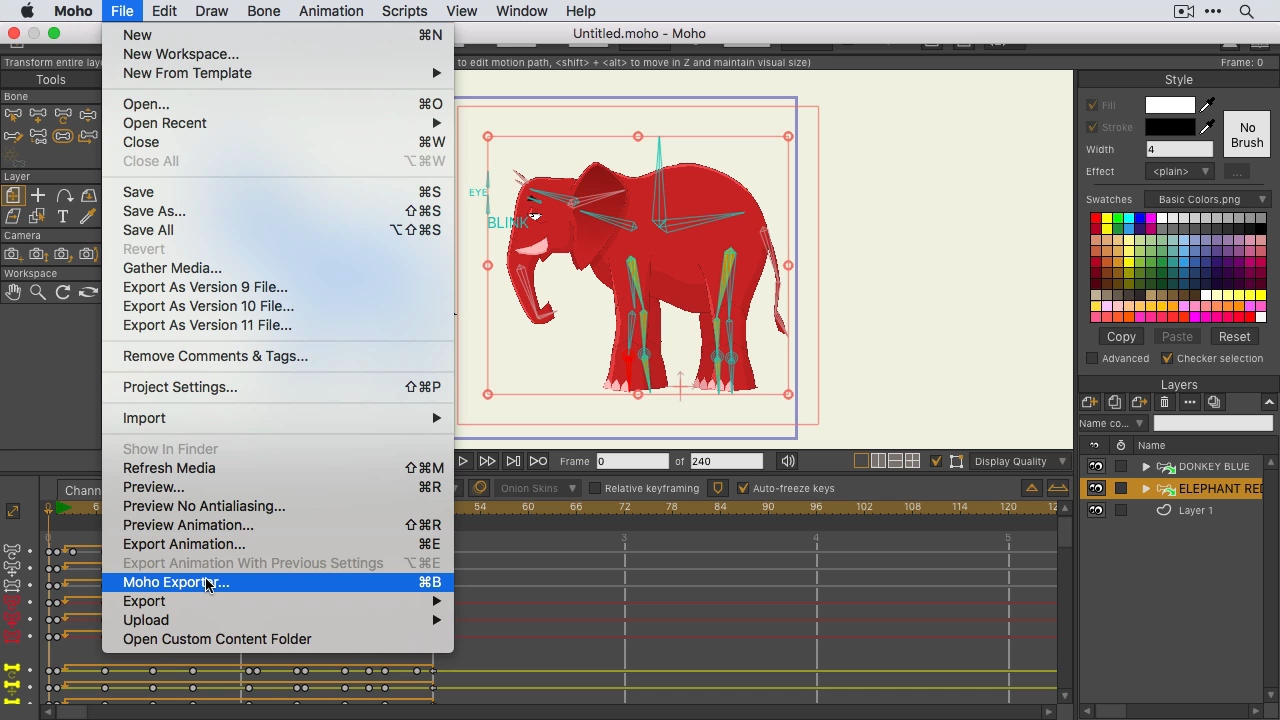 Moho File Edit Draw Bone Animation Scripts View Window Help
Untitled.moho - Moho
Transform entire laye
to edit motion path, <shift> + <alt> to move in Z and maintain visual size)
Frame: 0
Tools
Bone
Layer
Camera
Workspace
New ⌘N
New Workspace...
New From Template
Open... ⌘O
Open Recent
Close ⌘W
Close All ⌥⌘W
Save ⌘S
Save As... ⇧⌘S
Save All ⌥⇧⌘S
Revert
Gather Media...
Export As Version 9 File...
Export As Version 10 File...
Export As Version 11 File...
Remove Comments & Tags...
Project Settings... ⇧⌘P
Import
Show In Finder
Refresh Media ⇧⌘M
Preview... ⌘R
Preview No Antialiasing...
Preview Animation... ⇧⌘R
Export Animation... ⌘E
Export Animation With Previous Settings ⌥⌘E
Moho Exporter... ⌘B
Export
Upload
Open Custom Content Folder
EYE
BLINK
Style
Fill
Stroke
No
Brush
Width 4
Effect <plain> ...
Swatches Basic Colors.png
Copy Paste Reset
Advanced Checker selection
Layers
Name co...
Name
DONKEY BLUE
ELEPHANT RED
Layer 1
Frame 0 of 240
Display Quality
Chann
Onion Skins
Relative keyframing
Auto-freeze keys
6 54 60 66 72 78 84 90 96 102 108 114 120 12
0 3 4 5